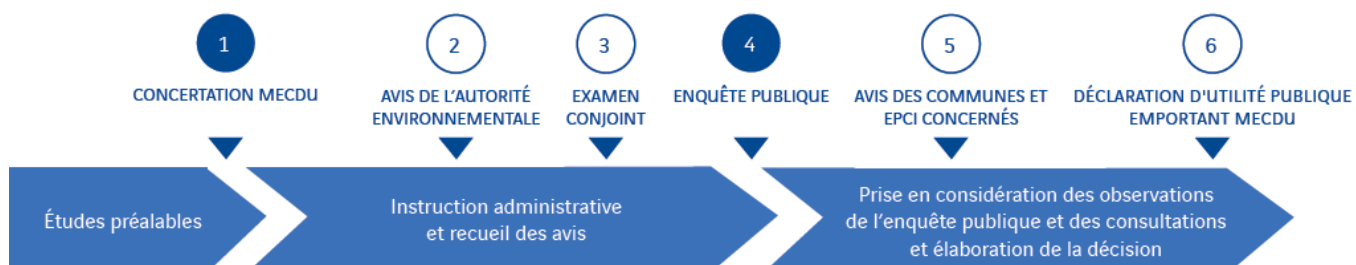 1
CONCERTATION MECDU
2
AVIS DE L'AUTORITÉ
ENVIRONNEMENTALE
3
EXAMEN
CONJOINT
4
ENQUÊTE PUBLIQUE
5
AVIS DES COMMUNES ET
EPCI CONCERNÉS
6
DÉCLARATION D'UTILITÉ PUBLIQUE
EMPORTANT MECDU
Études préalables
Instruction administrative
et recueil des avis
Prise en considération des observations
de l'enquête publique et des consultations
et élaboration de la décision